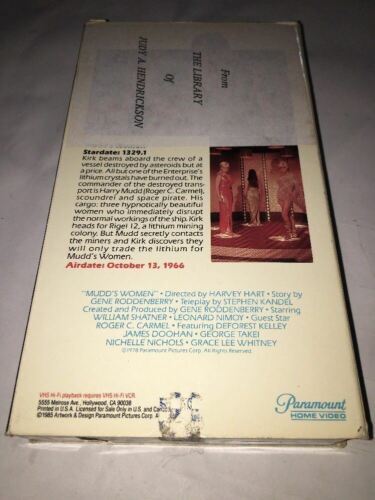 From
THE LIBRARY
Of
JUDY A. HENDRICKSON
Stardate: 1329.1
Kirk beams aboard the crew of a
vessel destroyed by asteroids but at
a price. All but one of the Enterprise's
lithium crystals have burned out. The
commander of the destroyed trans-
port is Harry Mudd (Roger C. Carmel),
scoundrel and space pirate. His
cargo: three hypnotically beautiful
women who immediately disrupt the
normal workings of the ship. Kirk
heads for Rigel 12, a lithium mining
colony. But Mudd secretly contacts
the miners and Kirk discovers they
will only trade the lithium for
Mudd's Women.
Airdate: October 13, 1966
"MUDD'S WOMEN" • Directed by HARVEY HART • Story by
GENE RODDENBERRY • Teleplay by STEPHEN KANDEL
Created and Produced by GENE RODDENBERRY • Starring
WILLIAM SHATNER • LEONARD NIMOY • Guest Star
ROGER C. CARMEL • Featuring DEFOREST KELLEY
JAMES DOOHAN • GEORGE TAKEI
NICHELLE NICHOLS • GRACE LEE WHITNEY
©1978 Paramount Pictures Corp. All Rights Reserved.
VHS Hi-Fi playback requires VHS Hi-Fi VCR.
5555 Melrose Ave., Hollywood, CA 90038
Printed in U.S.A. Licensed for Sale Only in U.S. and
©1985 Artwork & Design Paramount Pictures Corp.
Paramount
HOME VIDEO